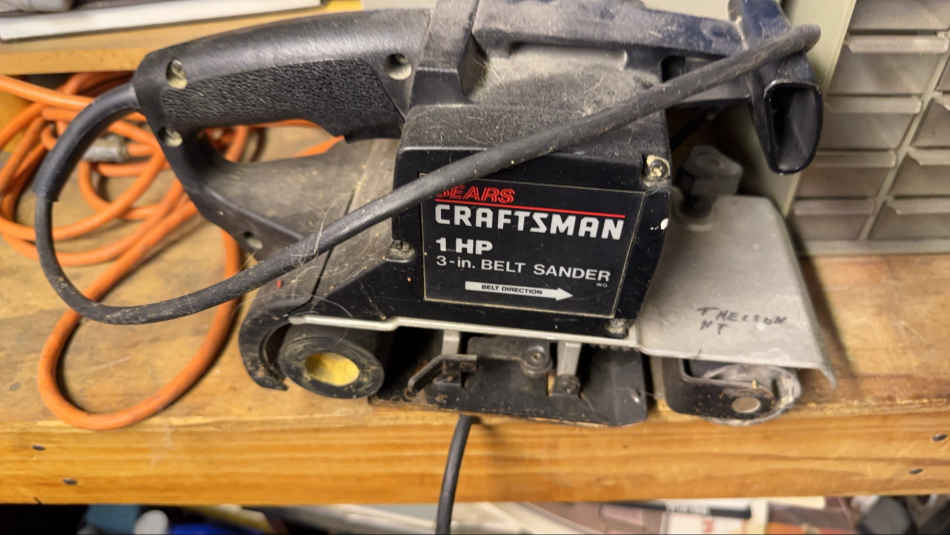 SEARS
CRAFTSMAN
1 HP
3-in. BELT SANDER
BELT DIRECTION